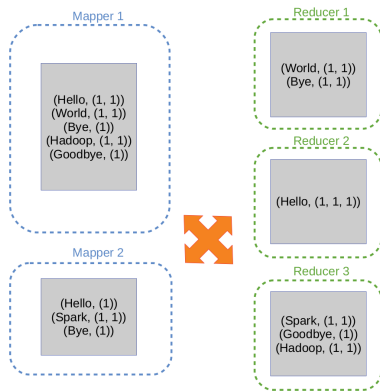 Mapper 1
(Hello, (1, 1))
(World, (1, 1))
(Bye, (1))
(Hadoop, (1, 1))
(Goodbye, (1))
Mapper 2
(Hello, (1))
(Spark, (1, 1))
(Bye, (1))
Reducer 1
(World, (1, 1))
(Bye, (1, 1))
Reducer 2
(Hello, (1, 1, 1))
Reducer 3
(Spark, (1, 1))
(Goodbye, (1))
(Hadoop, (1, 1))